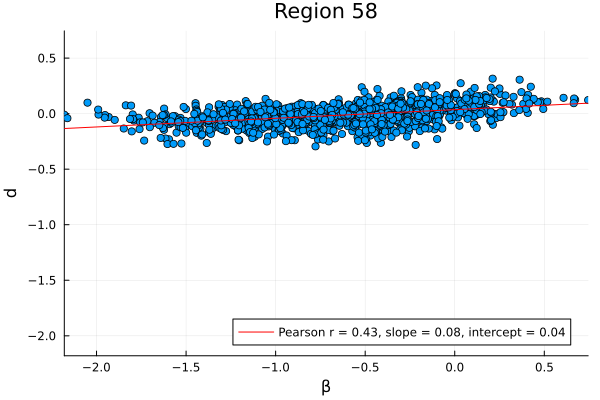 Region 58
0.5
0.0
−0.5
−1.0
−1.5
−2.0
d
Pearson r = 0.43, slope = 0.08, intercept = 0.04
−2.0 −1.5 −1.0 −0.5 0.0 0.5
β